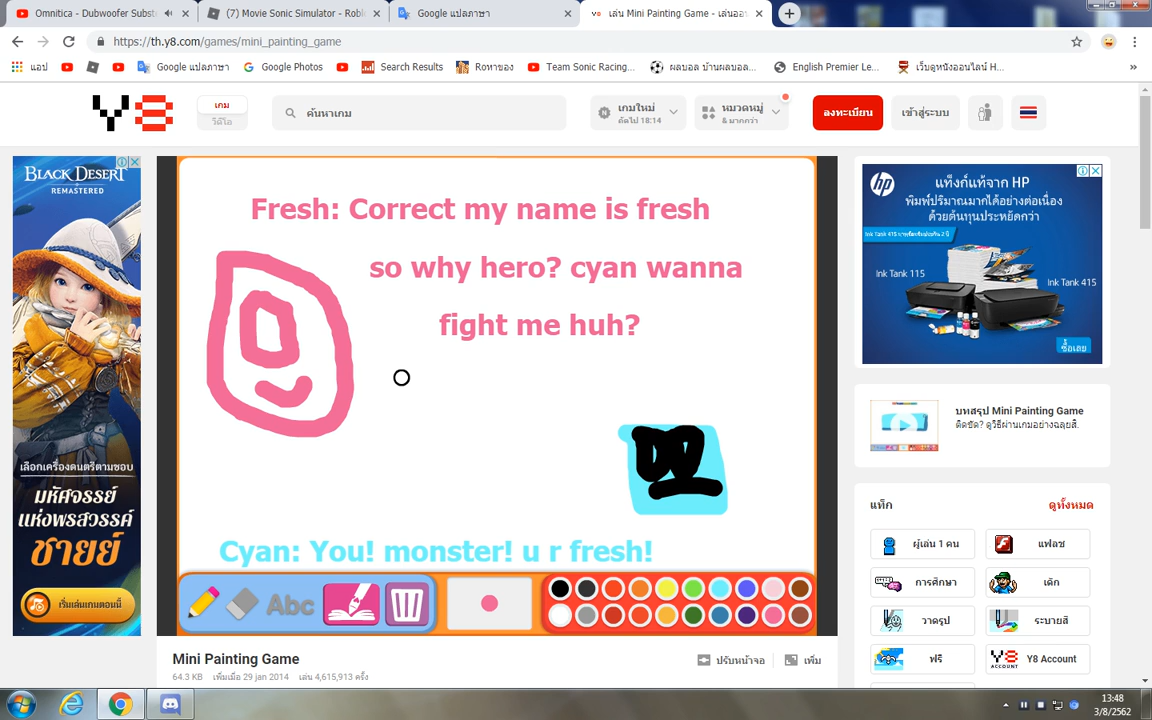 Omnitica - Dubwoofer Subst
(7) Movie Sonic Simulator - Roblo
Google แปลภาษา
เล่น Mini Painting Game - เล่นออน
https://th.y8.com/games/mini_painting_game
แอป
Google แปลภาษา
Google Photos
Search Results
Roหาของ
Team Sonic Racing...
ผลบอล บ้านผลบอล...
English Premier Le...
เว็บดูหนังออนไลน์ H...
Y8
เกม
วิดีโอ
ค้นหาเกม
เกมใหม่
ถัดไป 18:14
หมวดหมู่
& มากกว่า
ลงทะเบียน
เข้าสู่ระบบ
BLACK DESERT
REMASTERED
เลือกเครื่องดนตรีตามชอบ
มหัศจรรย์
แห่งพรสวรรค์
ชายย์
เริ่มเล่นเกมตอนนี้
Fresh: Correct my name is fresh
so why hero? cyan wanna
fight me huh?
Cyan: You! monster! u r fresh!
Abc
hp
แท็งก์แท้จาก HP
พิมพ์ปริมาณมากได้อย่างต่อเนื่อง
ด้วยต้นทุนประหยัดกว่า
Ink Tank 115
Ink Tank 415
ซื้อเลย
บทสรุป Mini Painting Game
ติดขัด? ดูวิธีผ่านเกมอย่างฉลุยสิ.
แท็ก
ดูทั้งหมด
ผู้เล่น 1 คน
แฟลช
การศึกษา
เด็ก
วาดรูป
ระบายสี
ฟรี
Y8 Account
Mini Painting Game
64.3 KB เพิ่มเมื่อ 29 jan 2014 เล่น 4,615,913 ครั้ง
ปรับหน้าจอ
เพิ่ม
13:48
3/8/2562